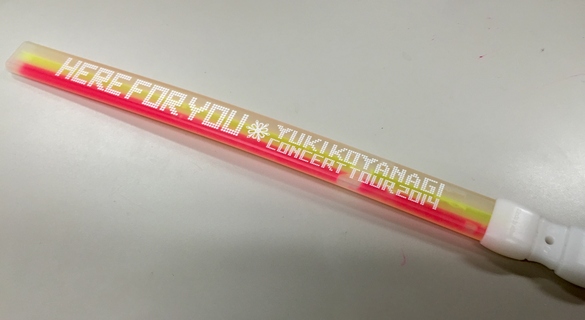 HERE FOR YOU
YUKI KOYANAGI
CONCERT TOUR 2014